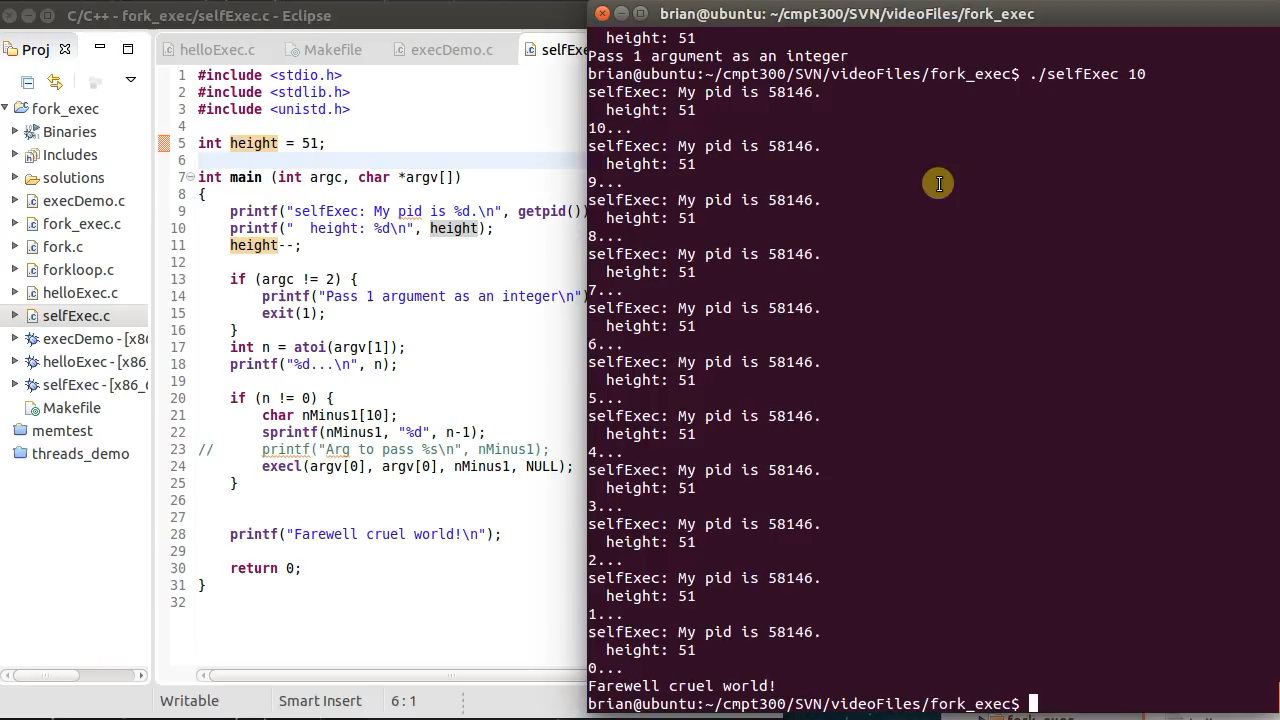 C/C++ - fork_exec/selfExec.c - Eclipse
Proj
fork_exec
Binaries
Includes
solutions
execDemo.c
fork_exec.c
fork.c
forkloop.c
helloExec.c
selfExec.c
execDemo - [x86_
helloExec - [x86_
selfExec - [x86_6
Makefile
memtest
threads_demo
helloExec.c
Makefile
execDemo.c
selfExe
1 #include <stdio.h>
2 #include <stdlib.h>
3 #include <unistd.h>
4
5 int height = 51;
6
7 int main (int argc, char *argv[])
8 {
9 printf("selfExec: My pid is %d.\n", getpid())
10 printf("  height: %d\n", height);
11 height--;
12
13 if (argc != 2) {
14 printf("Pass 1 argument as an integer\n")
15 exit(1);
16 }
17 int n = atoi(argv[1]);
18 printf("%d...\n", n);
19
20 if (n != 0) {
21 char nMinus1[10];
22 sprintf(nMinus1, "%d", n-1);
23 // printf("Arg to pass %s\n", nMinus1);
24 execl(argv[0], argv[0], nMinus1, NULL);
25 }
26
27
28 printf("Farewell cruel world!\n");
29
30 return 0;
31 }
32
Writable
Smart Insert
6 : 1
brian@ubuntu: ~/cmpt300/SVN/videoFiles/fork_exec
height: 51
Pass 1 argument as an integer
brian@ubuntu:~/cmpt300/SVN/videoFiles/fork_exec$ ./selfExec 10
selfExec: My pid is 58146.
height: 51
10...
selfExec: My pid is 58146.
height: 51
9...
selfExec: My pid is 58146.
height: 51
8...
selfExec: My pid is 58146.
height: 51
7...
selfExec: My pid is 58146.
height: 51
6...
selfExec: My pid is 58146.
height: 51
5...
selfExec: My pid is 58146.
height: 51
4...
selfExec: My pid is 58146.
height: 51
3...
selfExec: My pid is 58146.
height: 51
2...
selfExec: My pid is 58146.
height: 51
1...
selfExec: My pid is 58146.
height: 51
0...
Farewell cruel world!
brian@ubuntu:~/cmpt300/SVN/videoFiles/fork_exec$